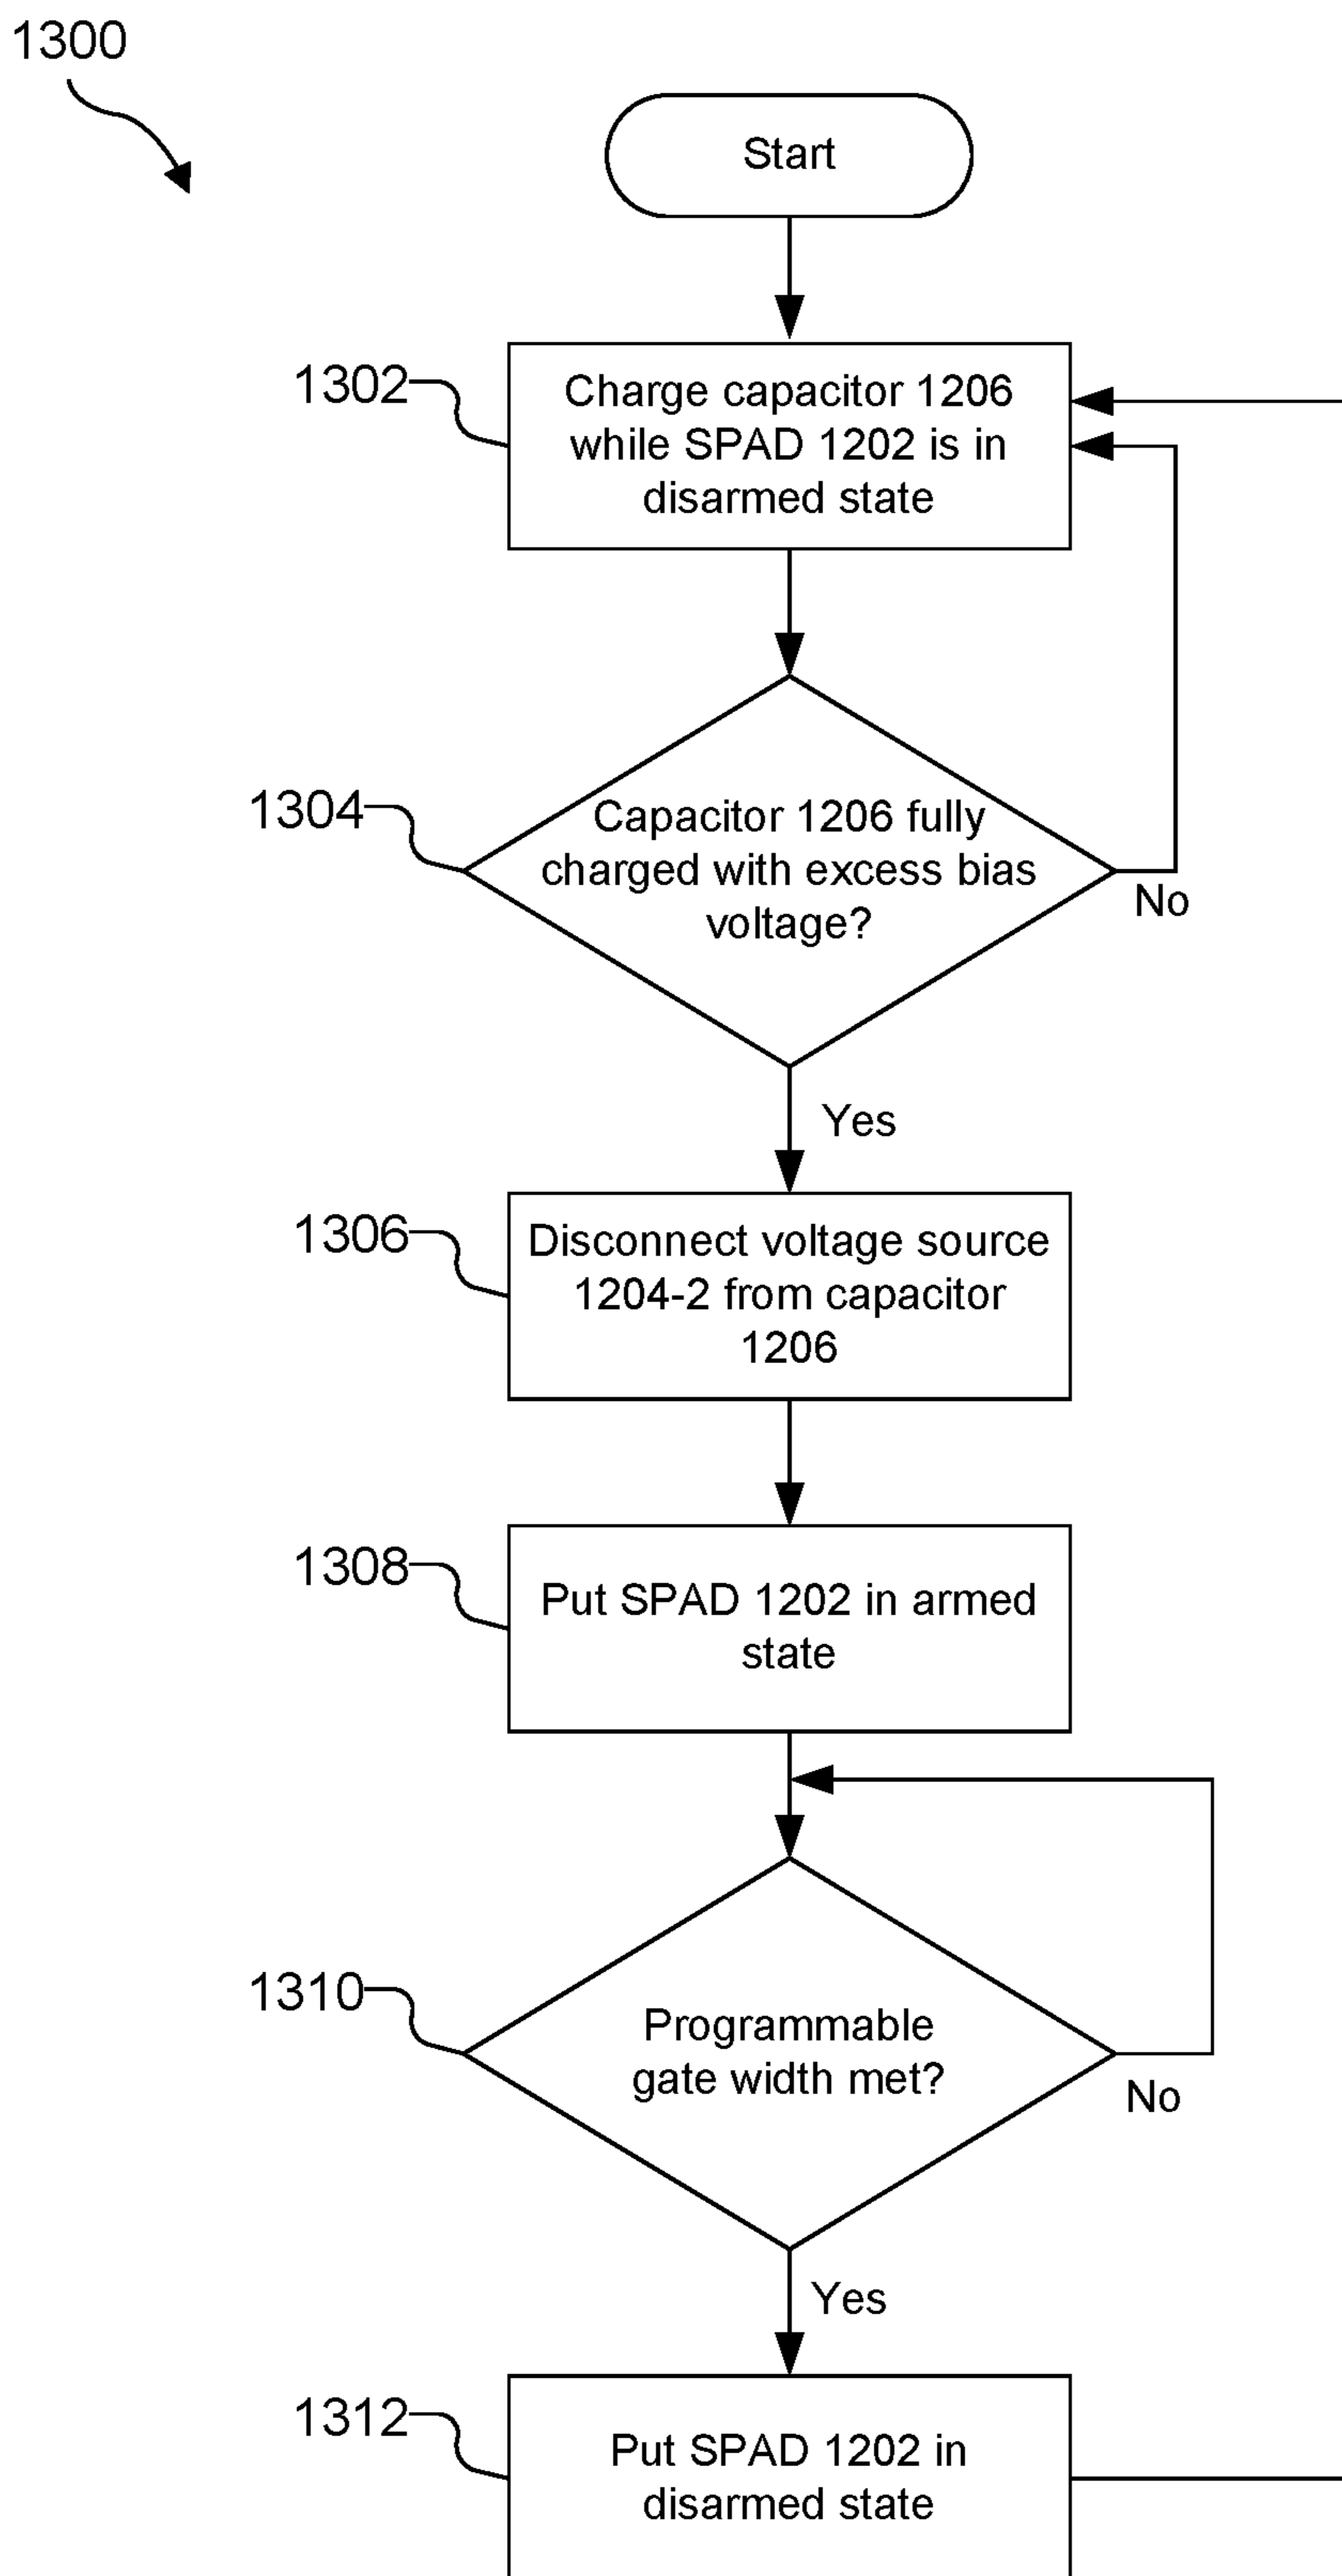 1300
Start
1302
Charge capacitor 1206
while SPAD 1202 is in
disarmed state
1304
Capacitor 1206 fully
charged with excess bias
voltage?
No
Yes
1306
Disconnect voltage source
1204-2 from capacitor
1206
1308
Put SPAD 1202 in armed
state
1310
Programmable
gate width met?
No
Yes
1312
Put SPAD 1202 in
disarmed state